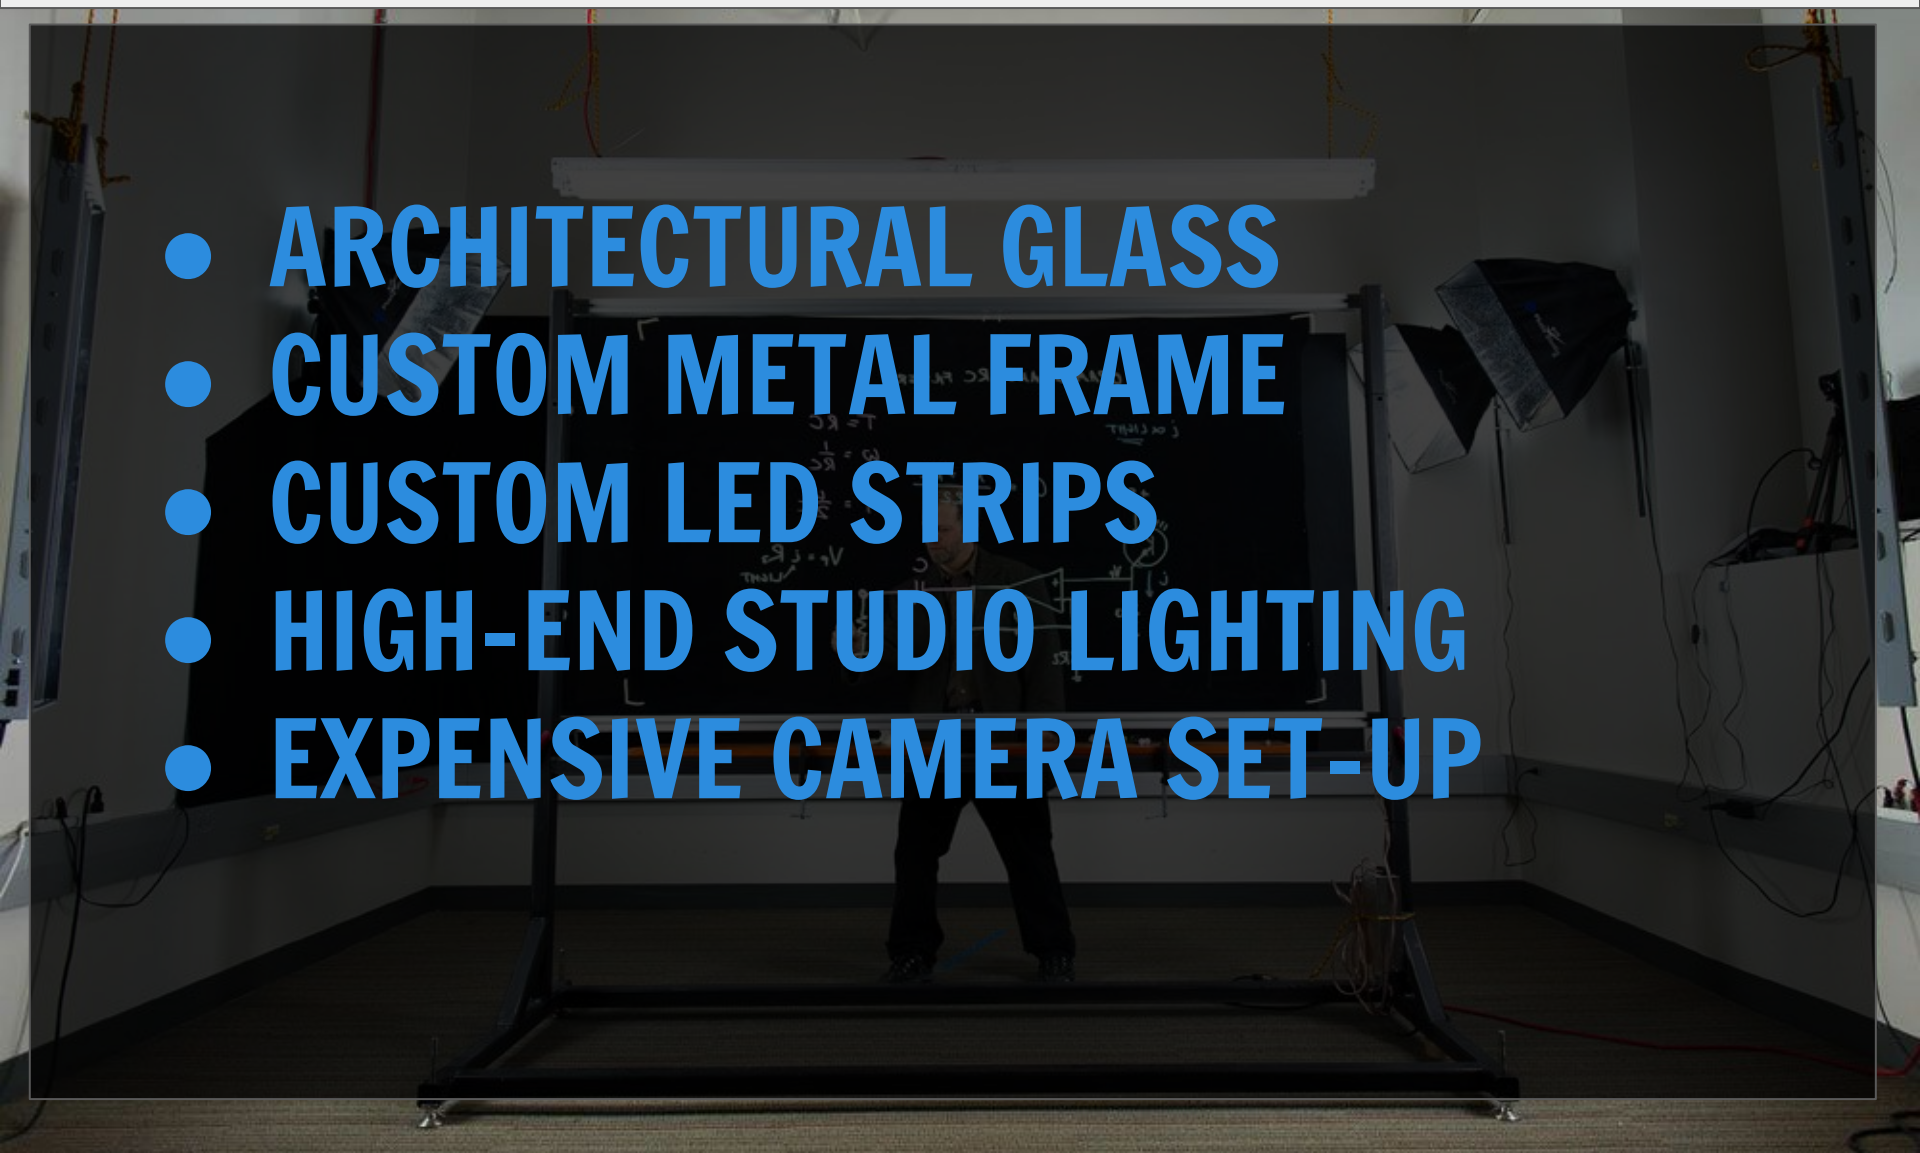 ● ARCHITECTURAL GLASS
● CUSTOM METAL FRAME
● CUSTOM LED STRIPS
● HIGH-END STUDIO LIGHTING
● EXPENSIVE CAMERA SET-UP